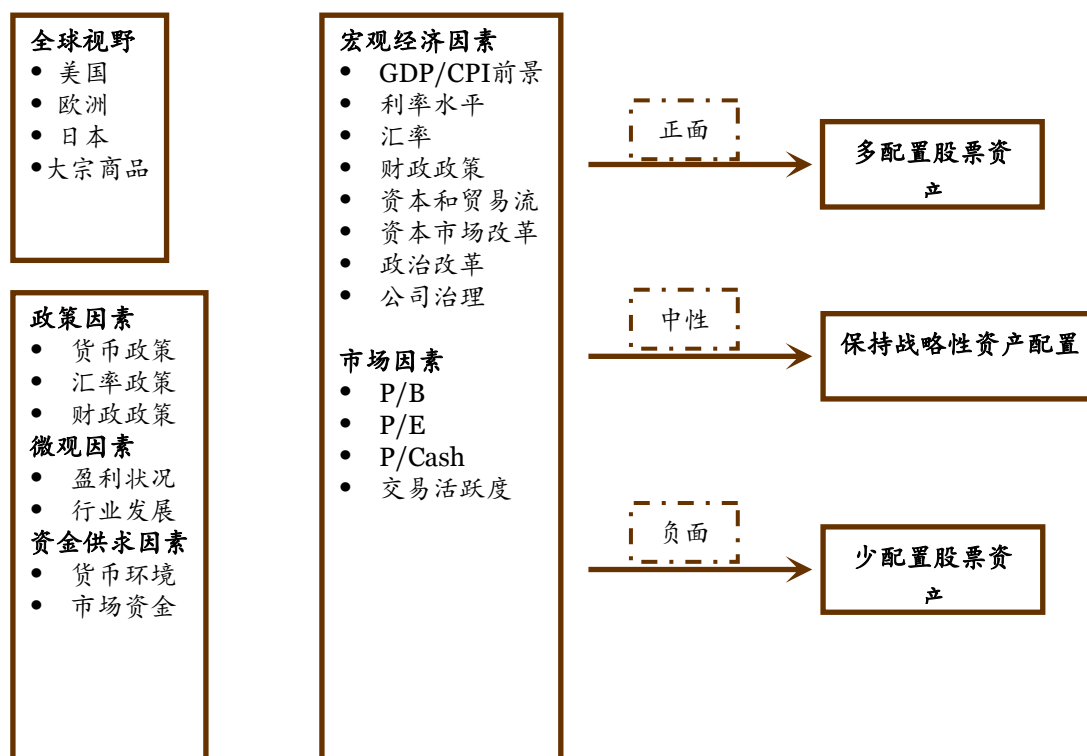 全球视野
• 美国
• 欧洲
• 日本
•大宗商品
政策因素
• 货币政策
• 汇率政策
• 财政政策
微观因素
• 盈利状况
• 行业发展
资金供求因素
• 货币环境
• 市场资金
宏观经济因素
• GDP/CPI前景
• 利率水平
• 汇率
• 财政政策
• 资本和贸易流
• 资本市场改革
• 政治改革
• 公司治理
市场因素
• P/B
• P/E
• P/Cash
• 交易活跃度
正面
多配置股票资
产
中性
保持战略性资产配置
负面
少配置股票资
产